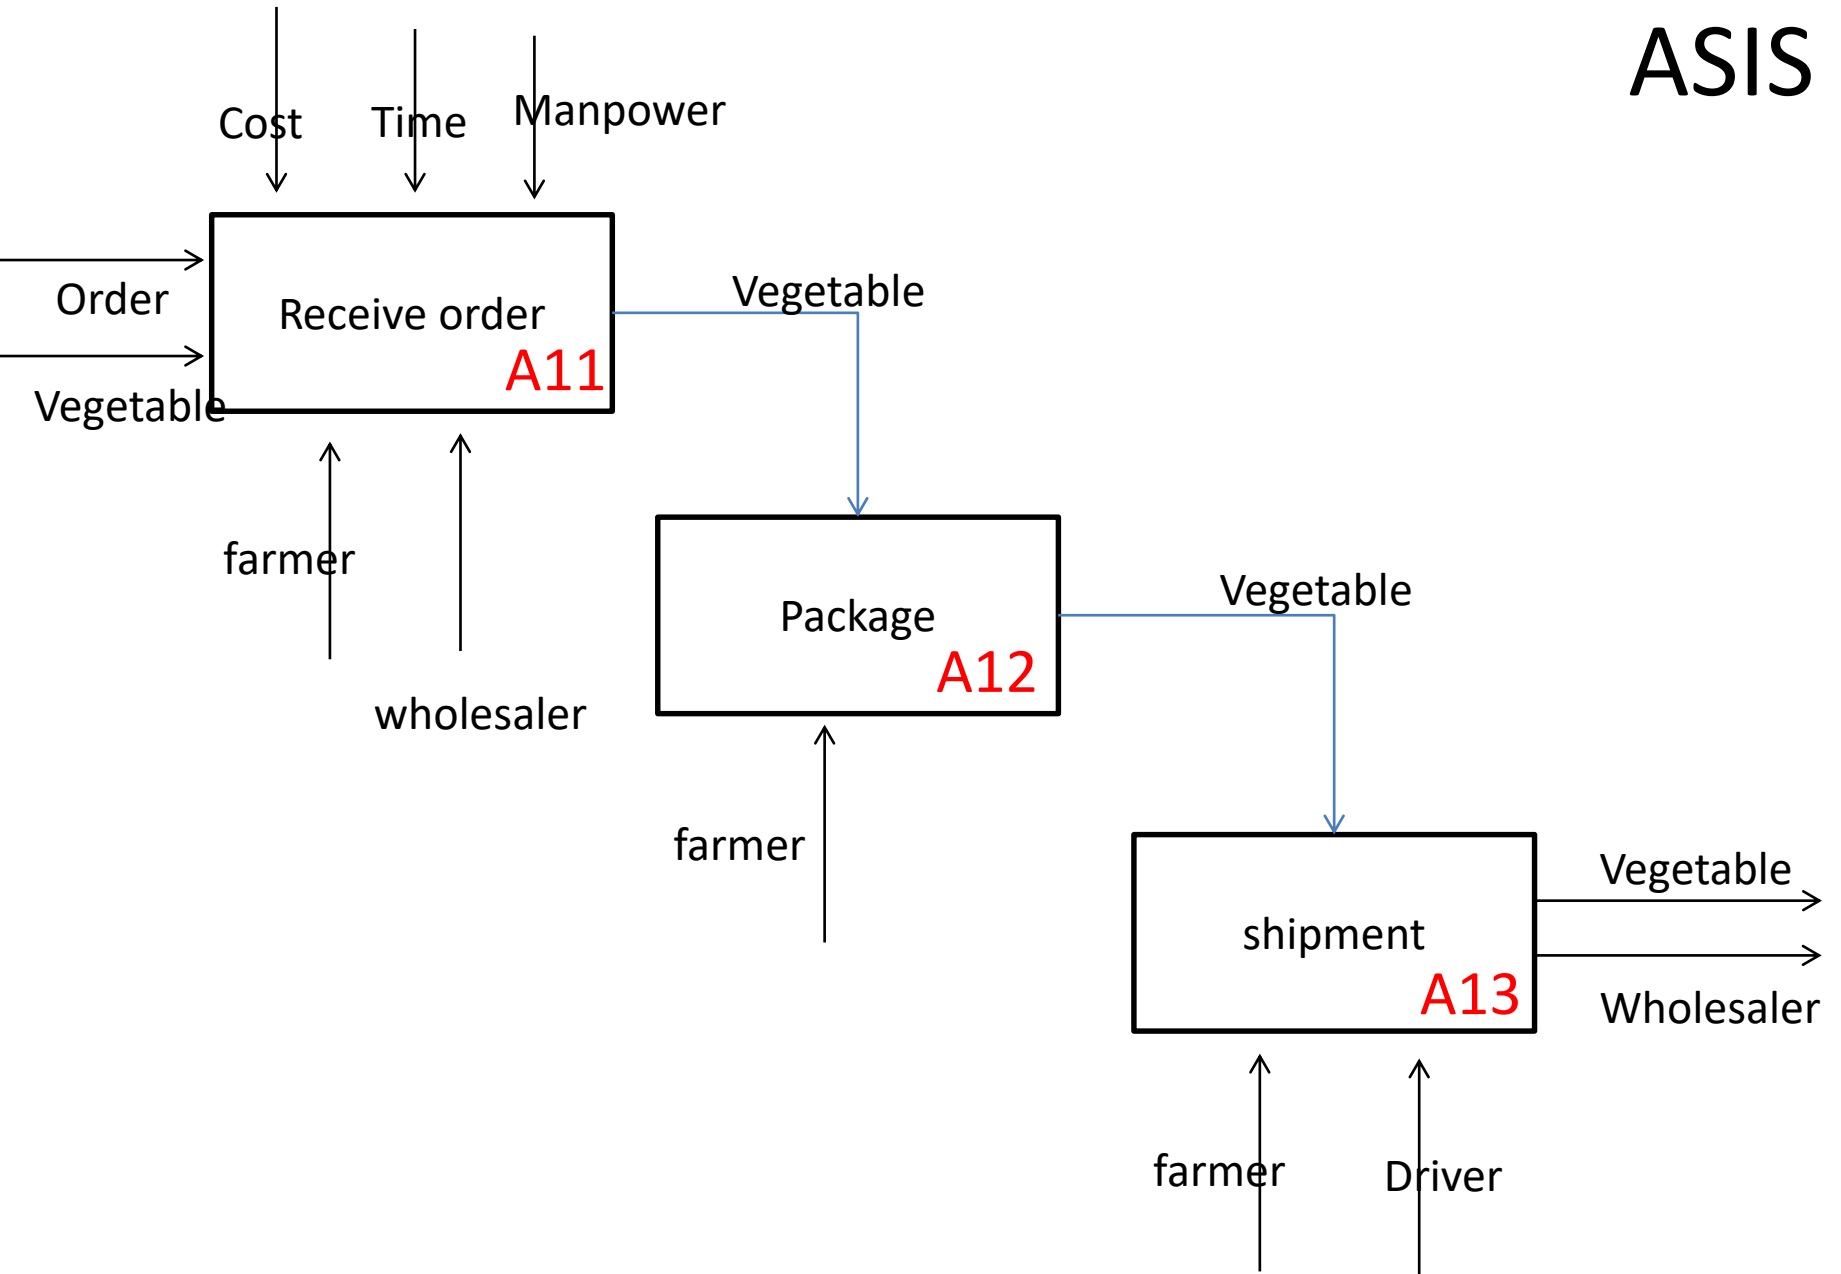 ASIS
Cost
Time
Manpower
Order
Receive order
A11
Vegetable
Vegetable
farmer
wholesaler
Package
A12
Vegetable
farmer
shipment
A13
Vegetable
Wholesaler
farmer
Driver